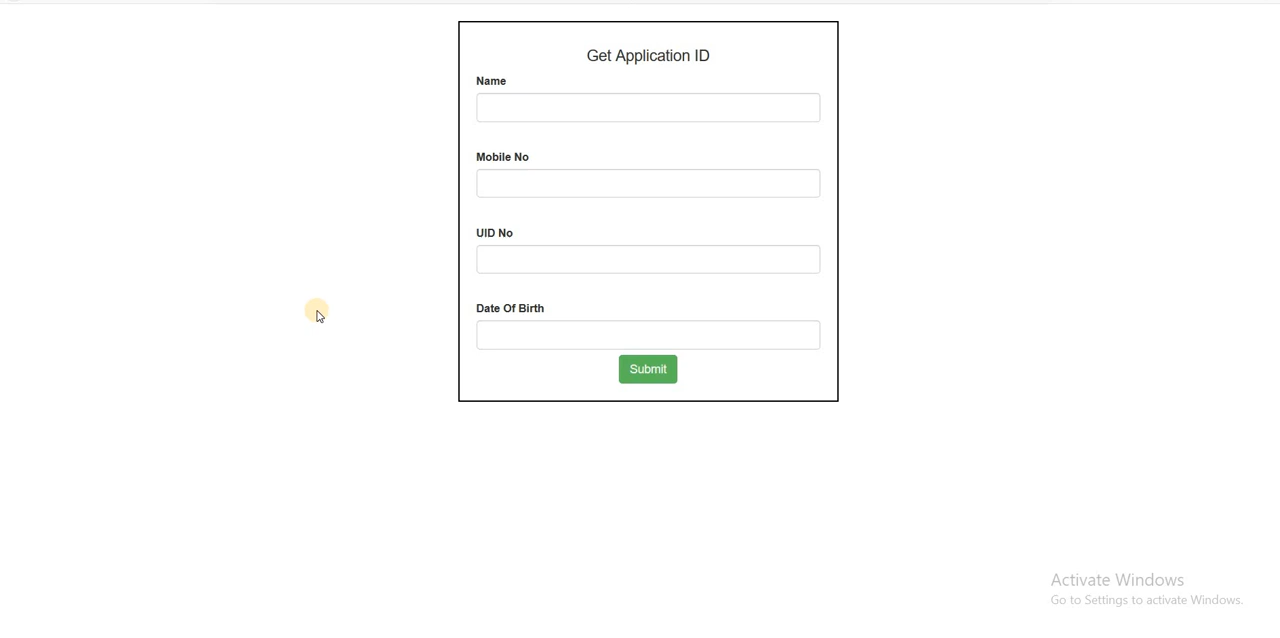 Get Application ID
Name
Mobile No
UID No
Date Of Birth
Submit
Activate Windows
Go to Settings to activate Windows.